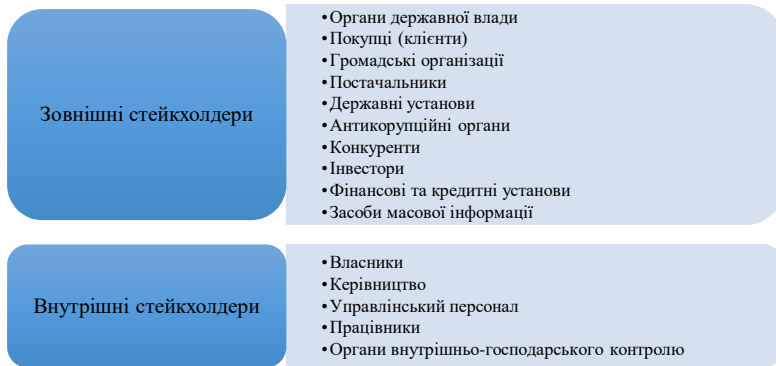 Зовнішні стейкхолдери
•Органи державної влади
•Покупці (клієнти)
•Громадські організації
•Постачальники
•Державні установи
•Антикорупційні органи
•Конкуренти
•Інвестори
•Фінансові та кредитні установи
•Засоби масової інформації
Внутрішні стейкхолдери
•Власники
•Керівництво
•Управлінський персонал
•Працівники
•Органи внутрішньо-господарського контролю